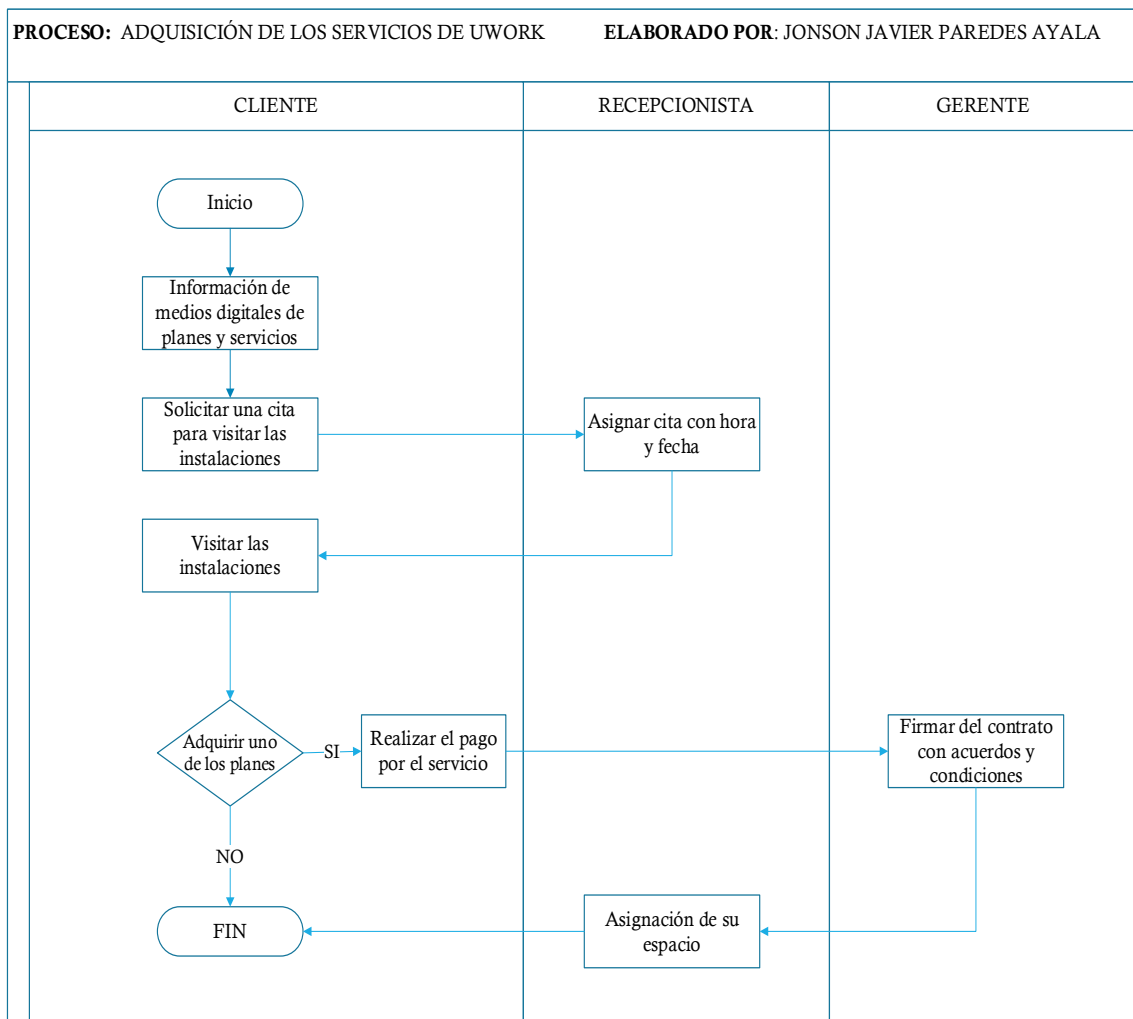 PROCESO: ADQUISICIÓN DE LOS SERVICIOS DE UWORK ELABORADO POR: JONSON JAVIER PAREDES AYALA
CLIENTE RECEPCIONISTA GERENTE
Inicio
Información de
medios digitales de
planes y servicios
Solicitar una cita
para visitar las
instalaciones
Asignar cita con hora
y fecha
Visitar las
instalaciones
Adquirir uno
de los planes
SI
Realizar el pago
por el servicio
Firmar del contrato
con acuerdos y
condiciones
NO
FIN
Asignación de su
espacio